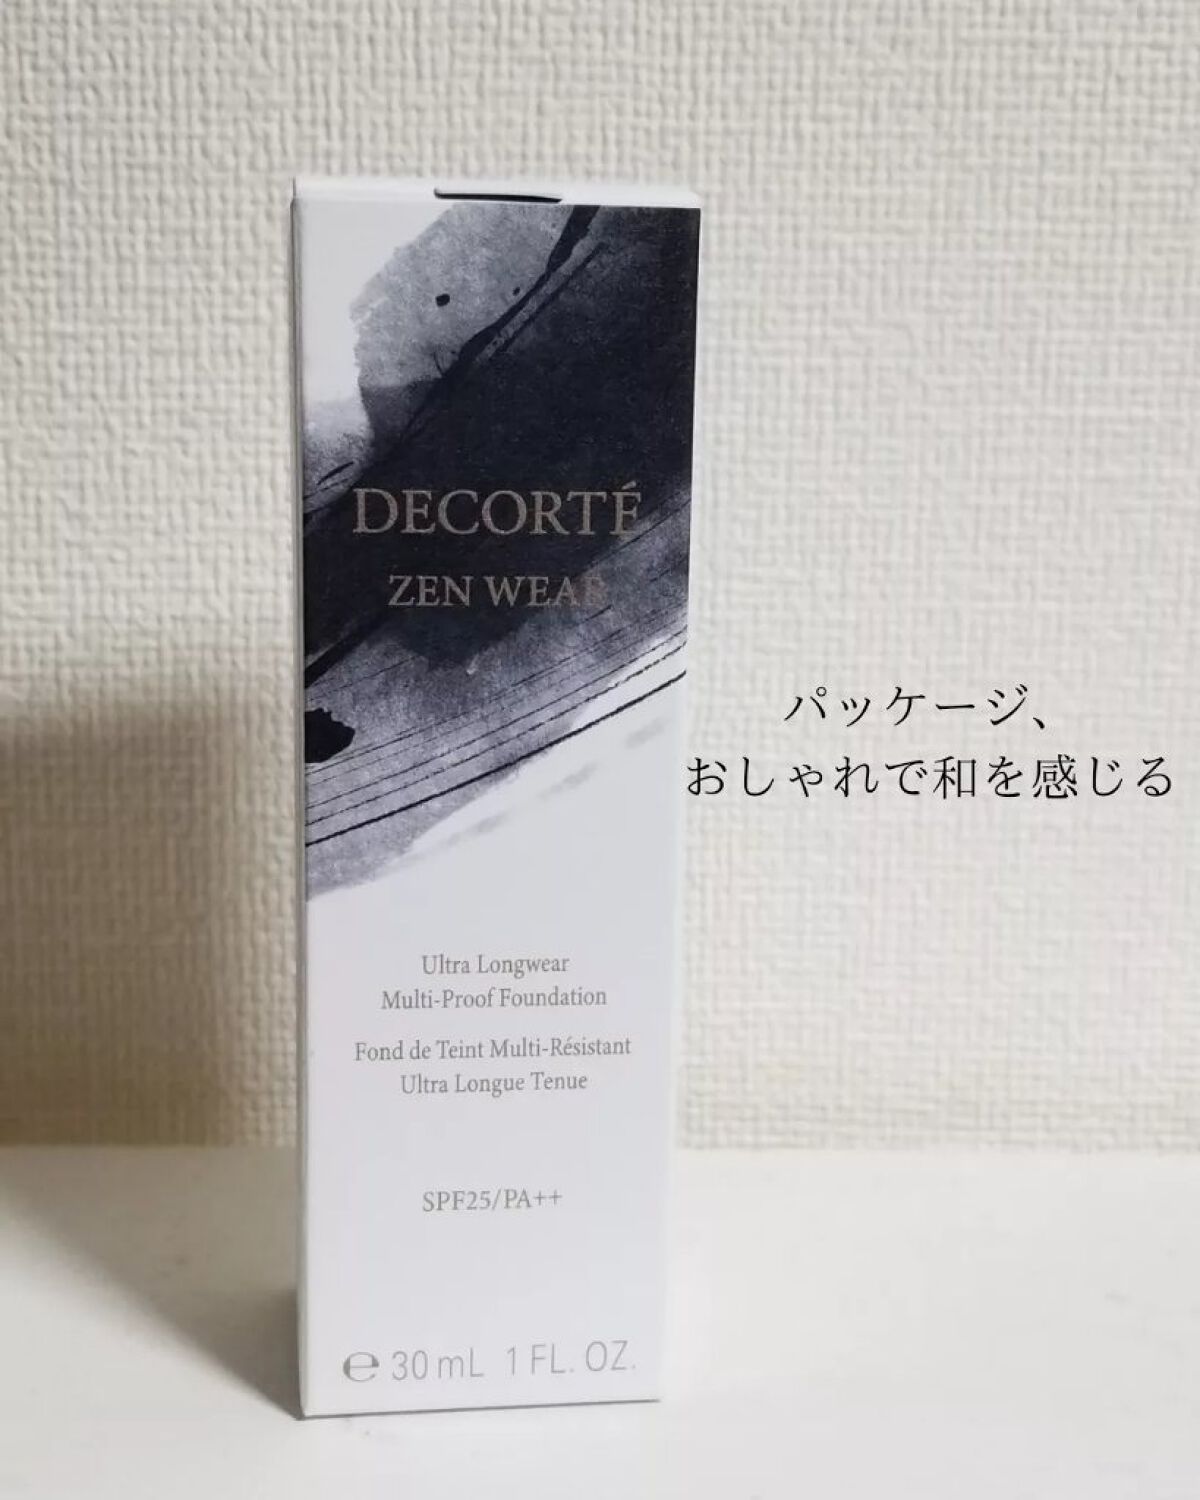 DECORTÉ
ZEN WEAR
パッケージ、
おしゃれで和を感じる
Ultra Longwear
Multi-Proof Foundation
Fond de Teint Multi-Résistant
Ultra Longue Tenue
SPF25/PA++
℮ 30 mL 1 FL. OZ.